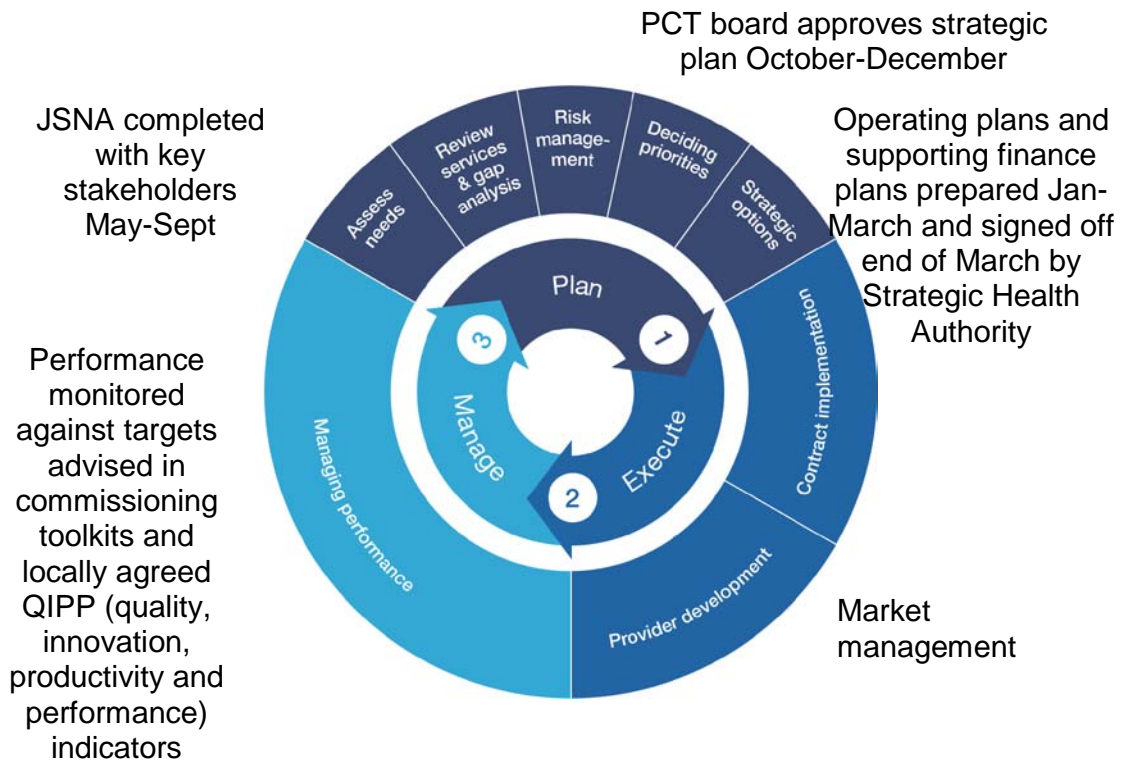 PCT board approves strategic
plan October-December
JSNA completed
with key
stakeholders
May-Sept
Operating plans and
supporting finance
plans prepared Jan-
March and signed off
end of March by
Strategic Health
Authority
Assess
needs
Review
services
& gap
analysis
Risk
manage-
ment
Deciding
priorities
Strategic
options
Plan
1
3
Manage
Execute
2
Contract implementation
Managing performance
Provider development
Performance
monitored
against targets
advised in
commissioning
toolkits and
locally agreed
QIPP (quality,
innovation,
productivity and
performance)
indicators
Market
management